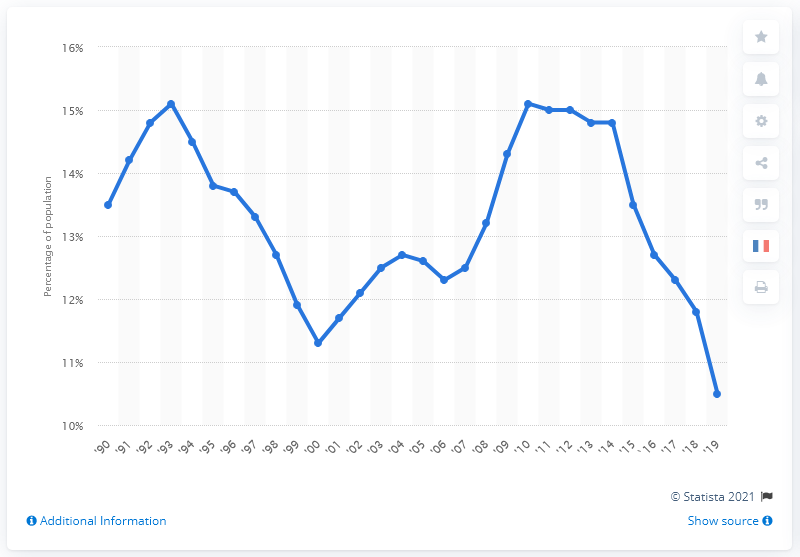 16%
15%
14%
13%
12%
11%
10%
Percentage of population
'90 '91 '92 '93 '94 '95 '96 '97 '98 '99 '00 '01 '02 '03 '04 '05 '06 '07 '08 '09 '10 '11 '12 '13 '14 '15 '16 '17 '18 '19
© Statista 2021
Additional Information
Show source